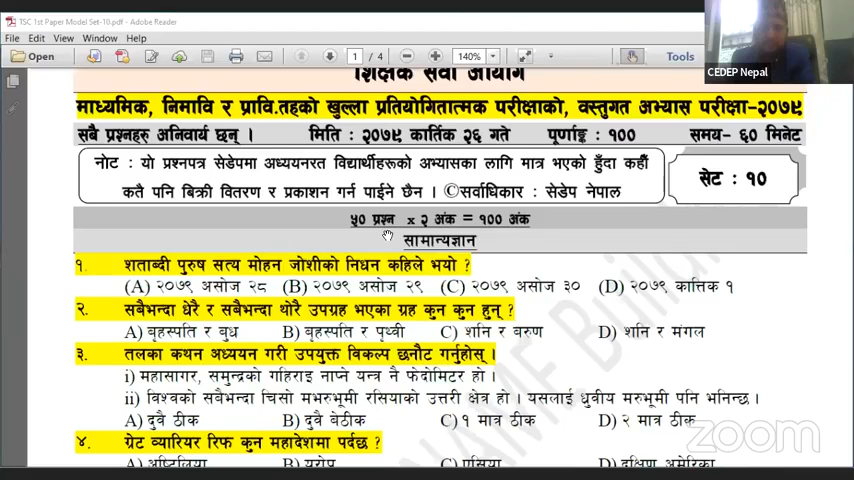 TSC 1st Paper Model Set-10.pdf - Adobe Reader
File Edit View Window Help
Open 1 / 4 140% Tools
CEDEP Nepal
शिक्षक सेवा आयोग
माध्यमिक, निमावि र प्रावि.तहको खुल्ला प्रतियोगितात्मक परीक्षाको, वस्तुगत अभ्यास परीक्षा-२०७९
सबै प्रश्नहरु अनिवार्य छन् । मिति : २०७९ कार्तिक २६ गते पूर्णाङ्क : १०० समय- ६० मिनेट
नोट : यो प्रश्नपत्र सेडेपमा अध्ययनरत विद्यार्थीहरूको अभ्यासका लागि मात्र भएको हुँदा कहीं
कतै पनि बिक्री वितरण र प्रकाशन गर्न पाईने छैन । ©सर्वाधिकार : सेडेप नेपाल
सेट : १०
५० प्रश्न x २ अंक = १०० अंक
सामान्यज्ञान
१. शताब्दी पुरुष सत्य मोहन जोशीको निधन कहिले भयो ?
(A) २०७९ असोज २८ (B) २०७९ असोज २९ (C) २०७९ असोज ३० (D) २०७९ कात्तिक १
२. सबैभन्दा धेरै र सबैभन्दा थोरै उपग्रह भएका ग्रह कुन कुन हुन् ?
A) बृहस्पति र बुध B) बृहस्पति र पृथ्वी C) शनि र वरुण D) शनि र मंगल
३. तलका कथन अध्ययन गरी उपयुक्त विकल्प छनौट गर्नुहोस् ।
i) महासागर, समुन्द्रको गहिराइ नाप्ने यन्त्र नै फेदोमिटर हो ।
ii) विश्वको सबैभन्दा चिसो मभरुभूमी रसियाको उत्तरी क्षेत्र हो । यसलाई ध्रुवीय मरुभूमी पनि भनिन्छ ।
A) दुवै ठीक B) दुवै बेठीक C) १ मात्र ठीक D) २ मात्र ठीक
४. ग्रेट व्यारियर रिफ कुन महादेशमा पर्दछ ?
A) अष्ट्रेलिया B) युरोप C) एसिया D) दक्षिण अमेरिका
zoom